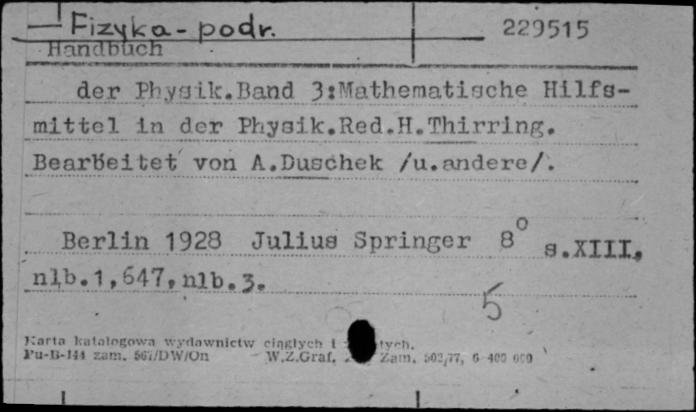 — Fizyka - podr. 229515
Handbuch
der Physik.Band 3:Mathematische Hilfs-
mittel in der Physik.Red.H.Thirring.
Bearbeitet von A.Duschek /u.andere/.
Berlin 1928 Julius Springer 8° s.XIII,
nlb.1,647,nlb.3.
5
Karta katalogowa wydawnictw ciągłych i
Pu-B-144 zam. 567/DW/On W.Z.Graf. Zam. 502/77, 6 400 000